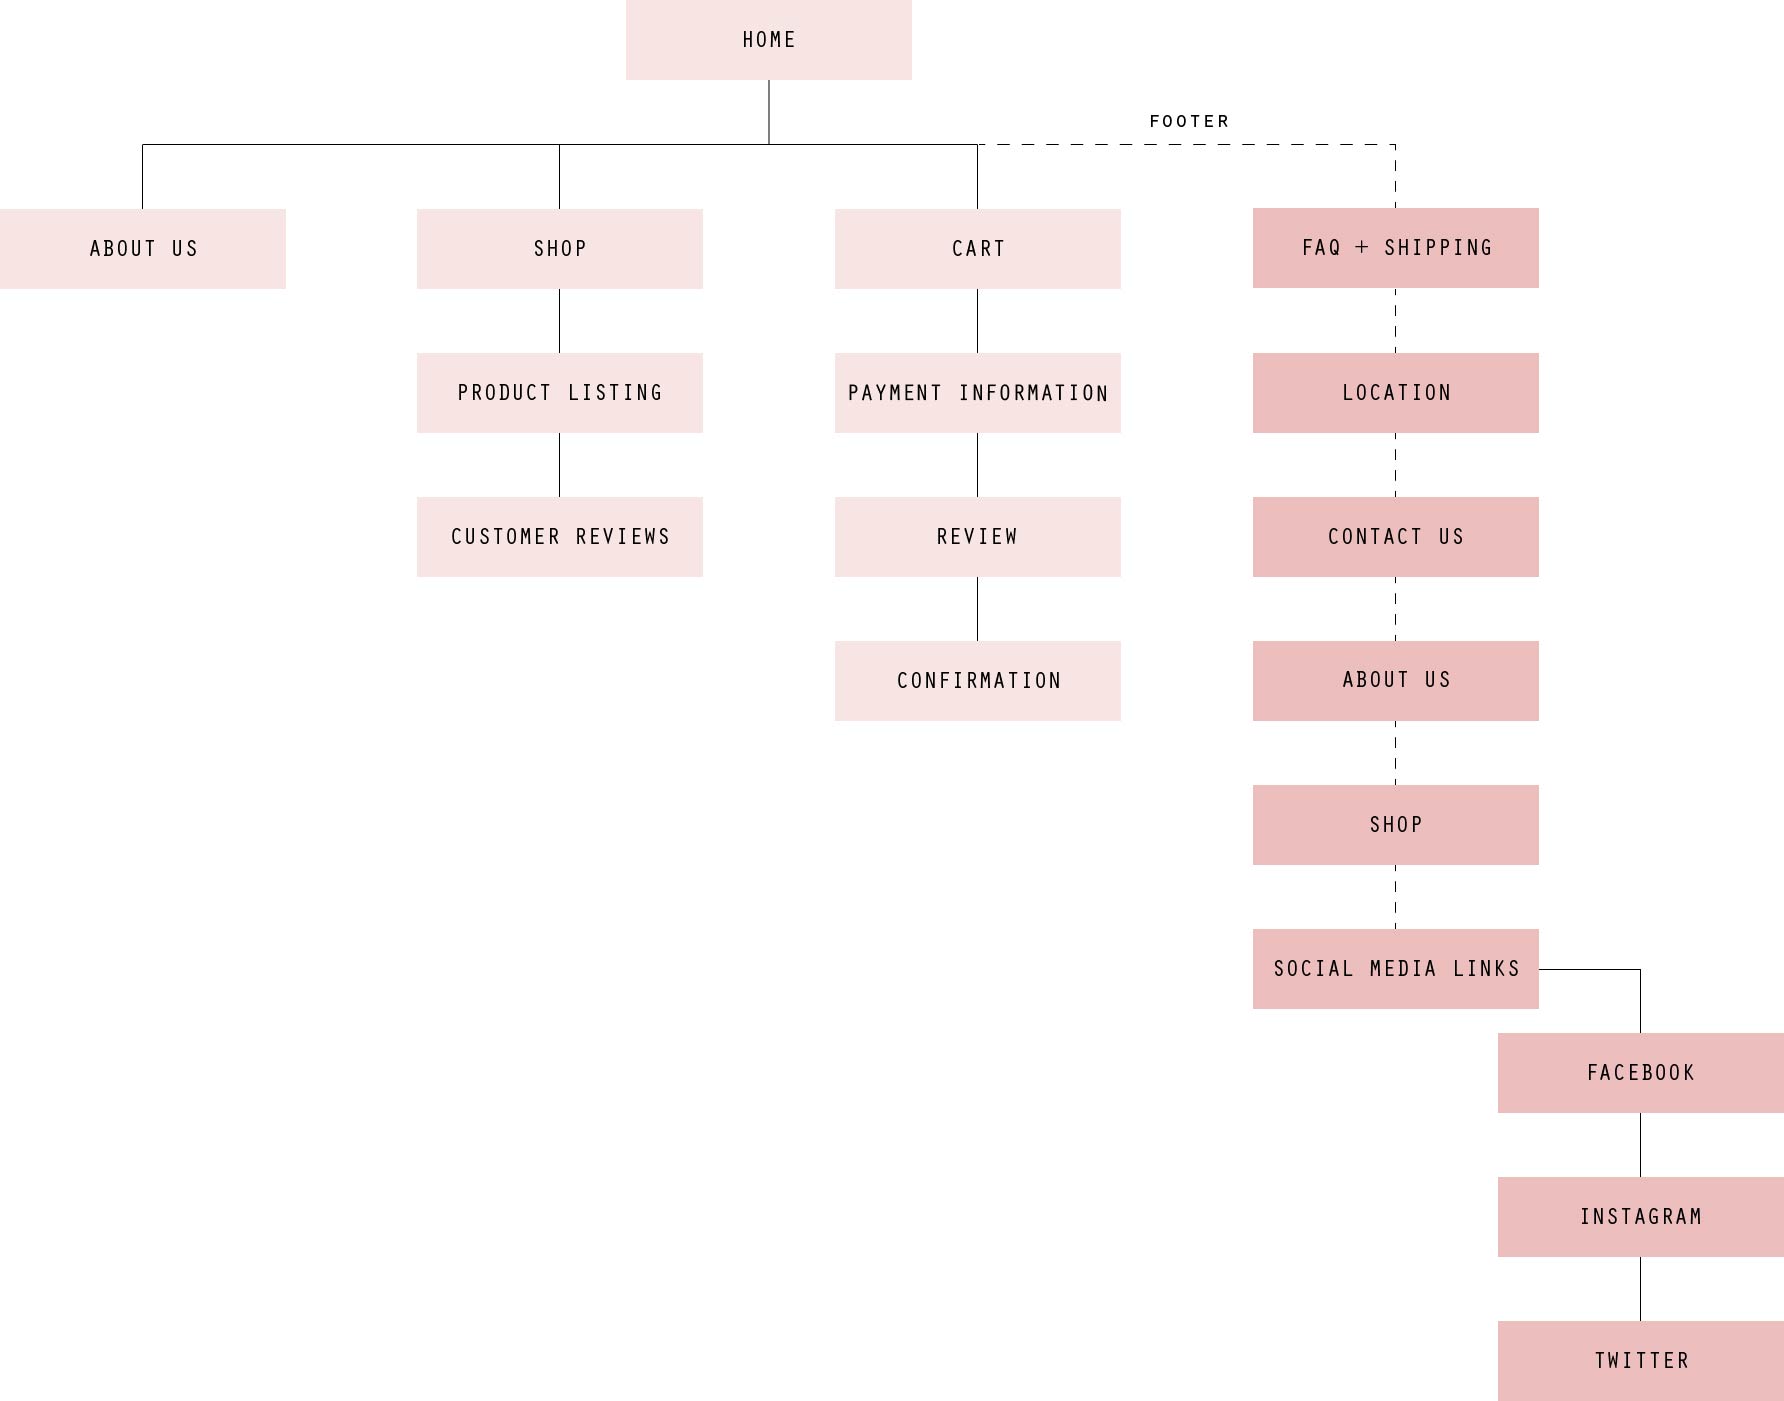 HOME
FOOTER
ABOUT US
SHOP
CART
FAQ + SHIPPING
PRODUCT LISTING
PAYMENT INFORMATION
LOCATION
CUSTOMER REVIEWS
REVIEW
CONTACT US
CONFIRMATION
ABOUT US
SHOP
SOCIAL MEDIA LINKS
FACEBOOK
INSTAGRAM
TWITTER